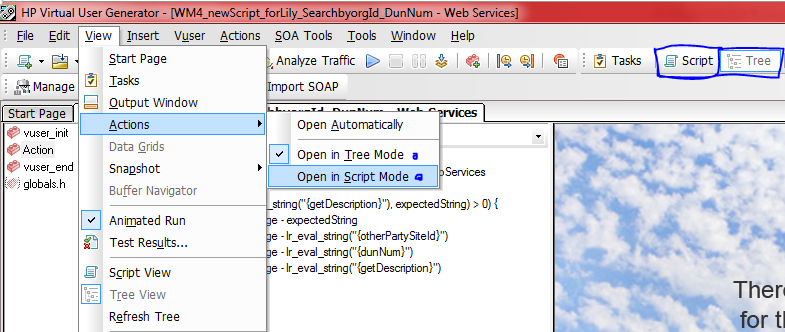 HP Virtual User Generator - [WM4_newScript_forLily_SearchbyorgId_DunNum - Web Services]
File Edit View Insert Vuser Actions SOA Tools Tools Window Help
Start Page
Tasks
Output Window
Actions
Data Grids
Snapshot
Buffer Navigator
Animated Run
Test Results...
Script View
Tree View
Refresh Tree
Analyze Traffic
Tasks Script Tree
Manage
Import SOAP
Start Page
byorgId_DunNum - Web Services
vuser_init
Action
vuser_end
globals.h
Open Automatically
Open in Tree Mode
Open in Script Mode
Services
_string("{getDescription}"), expectedString) > 0) {
ge - expectedString
ge - lr_eval_string("{otherPartySiteId}")
ge - lr_eval_string("{dunNum}")
ge - lr_eval_string("{getDescription}")
There
for th